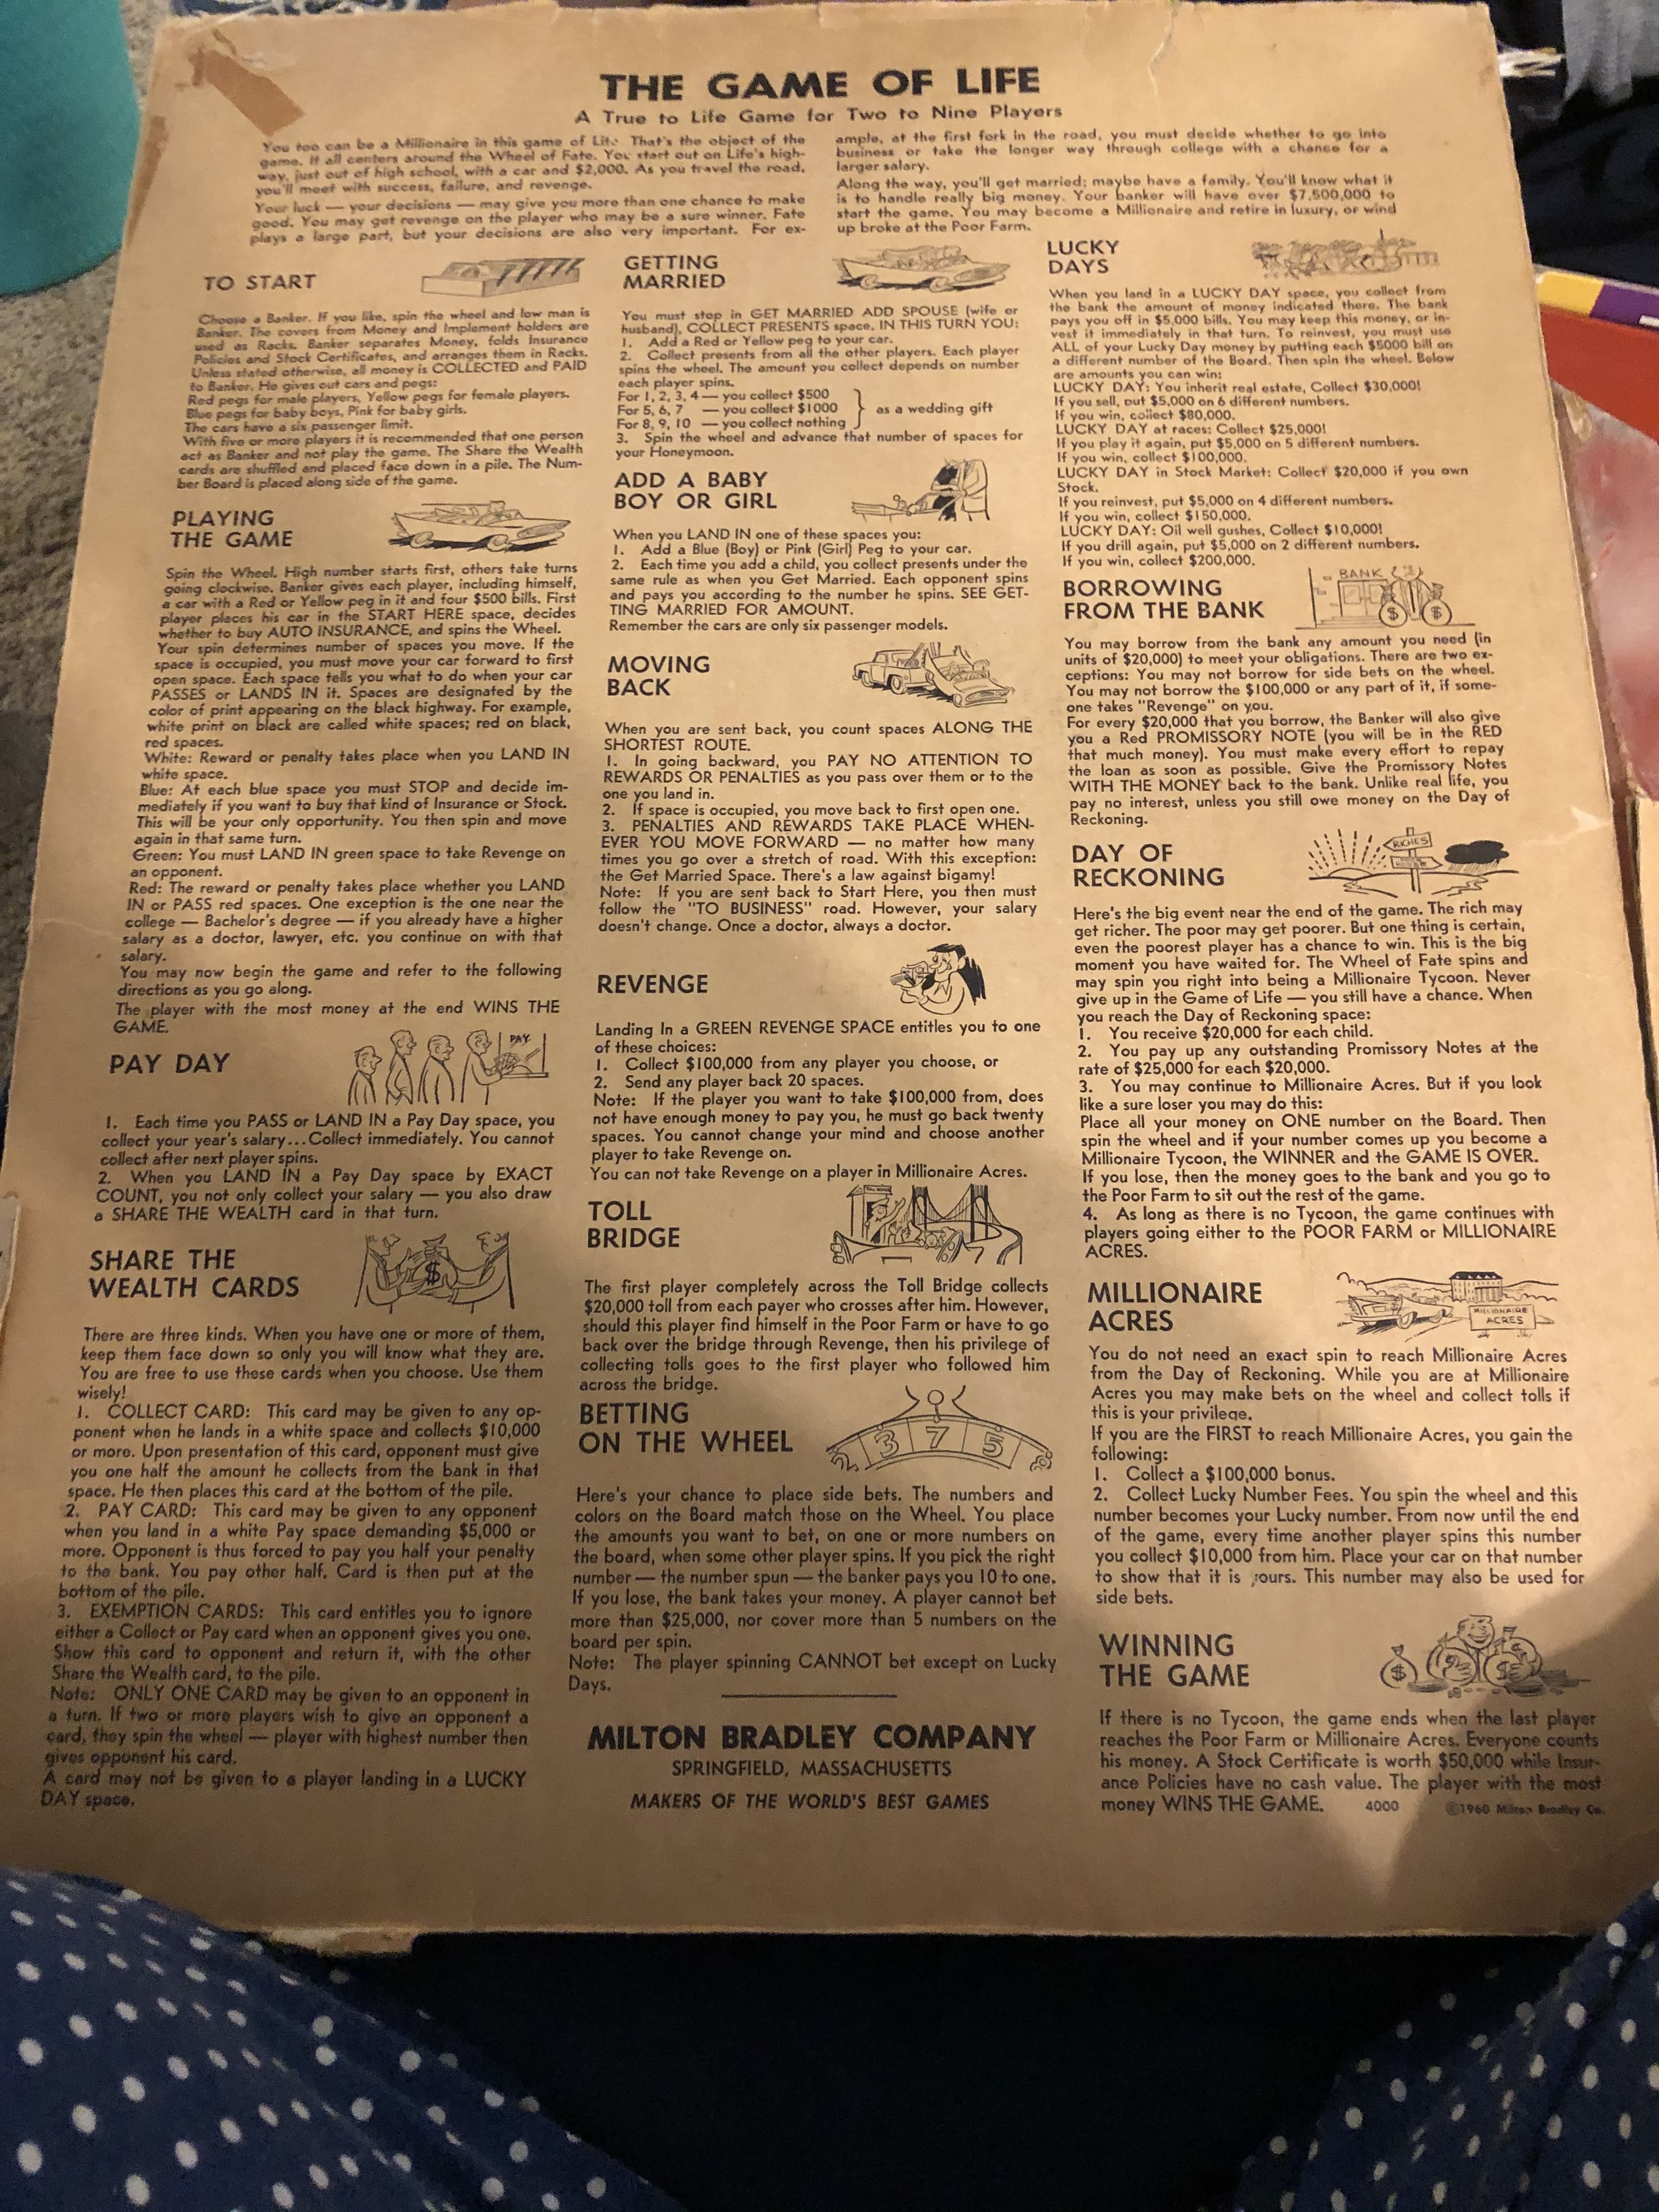 THE GAME OF LIFE
A True to Life Game for Two to Nine Players
You too can be a Millionaire in this game of Life That's the object of the
game. It all centers around the Wheel of Fate. You start out on Life's high-
way, just out of high school, with a car and $2,000. As you travel the road,
you'll meet with success, failure, and revenge.
Your luck — your decisions — may give you more than one chance to make
good. You may get revenge on the player who may be a sure winner. Fate
plays a large part, but your decisions are also very important. For ex-
ample, at the first fork in the road, you must decide whether to go into
business or take the longer way through college with a chance for a
larger salary.
Along the way, you'll get married; maybe have a family. You'll know what it
is to handle really big money. Your banker will have over $7,500,000 to
start the game. You may become a Millionaire and retire in luxury, or wind
up broke at the Poor Farm.
TO START
Choose a Banker. If you like, spin the wheel and low man is
Banker. The covers from Money and Implement holders are
used as Racks. Banker separates Money, folds Insurance
Policies and Stock Certificates, and arranges them in Racks.
Unless stated otherwise, all money is COLLECTED and PAID
to Banker. He gives out cars and pegs:
Red pegs for male players, Yellow pegs for female players.
Blue pegs for baby boys, Pink for baby girls.
The cars have a six passenger limit.
With five or more players it is recommended that one person
act as Banker and not play the game. The Share the Wealth
cards are shuffled and placed face down in a pile. The Num-
ber Board is placed along side of the game.
PLAYING
THE GAME
Spin the Wheel. High number starts first, others take turns
going clockwise. Banker gives each player, including himself,
a car with a Red or Yellow peg in it and four $500 bills. First
player places his car in the START HERE space, decides
whether to buy AUTO INSURANCE, and spins the Wheel.
Your spin determines number of spaces you move. If the
space is occupied, you must move your car forward to first
open space. Each space tells you what to do when your car
PASSES or LANDS IN it. Spaces are designated by the
color of print appearing on the black highway. For example,
white print on black are called white spaces; red on black,
red spaces.
White: Reward or penalty takes place when you LAND IN
white space.
Blue: At each blue space you must STOP and decide im-
mediately if you want to buy that kind of Insurance or Stock.
This will be your only opportunity. You then spin and move
again in that same turn.
Green: You must LAND IN green space to take Revenge on
an opponent.
Red: The reward or penalty takes place whether you LAND
IN or PASS red spaces. One exception is the one near the
college — Bachelor's degree — if you already have a higher
salary as a doctor, lawyer, etc. you continue on with that
salary.
You may now begin the game and refer to the following
directions as you go along.
The player with the most money at the end WINS THE
GAME.
PAY DAY
PAY
1. Each time you PASS or LAND IN a Pay Day space, you
collect your year's salary...Collect immediately. You cannot
collect after next player spins.
2. When you LAND IN a Pay Day space by EXACT
COUNT, you not only collect your salary — you also draw
a SHARE THE WEALTH card in that turn.
SHARE THE
WEALTH CARDS
$
There are three kinds. When you have one or more of them,
keep them face down so only you will know what they are.
You are free to use these cards when you choose. Use them
wisely!
1. COLLECT CARD: This card may be given to any op-
ponent when he lands in a white space and collects $10,000
or more. Upon presentation of this card, opponent must give
you one half the amount he collects from the bank in that
space. He then places this card at the bottom of the pile.
2. PAY CARD: This card may be given to any opponent
when you land in a white Pay space demanding $5,000 or
more. Opponent is thus forced to pay you half your penalty
to the bank. You pay other half. Card is then put at the
bottom of the pile.
3. EXEMPTION CARDS: This card entitles you to ignore
either a Collect or Pay card when an opponent gives you one.
Show this card to opponent and return it, with the other
Share the Wealth card, to the pile.
Note: ONLY ONE CARD may be given to an opponent in
a turn. If two or more players wish to give an opponent a
card, they spin the wheel — player with highest number then
gives opponent his card.
A card may not be given to a player landing in a LUCKY
DAY space.
GETTING
MARRIED
You must stop in GET MARRIED ADD SPOUSE (wife or
husband), COLLECT PRESENTS space. IN THIS TURN YOU:
1. Add a Red or Yellow peg to your car.
2. Collect presents from all the other players. Each player
spins the wheel. The amount you collect depends on number
each player spins.
For 1, 2, 3, 4 — you collect $500
For 5, 6, 7 — you collect $1000 } as a wedding gift
For 8, 9, 10 — you collect nothing
3. Spin the wheel and advance that number of spaces for
your Honeymoon.
ADD A BABY
BOY OR GIRL
When you LAND IN one of these spaces you:
1. Add a Blue (Boy) or Pink (Girl) Peg to your car.
2. Each time you add a child, you collect presents under the
same rule as when you Get Married. Each opponent spins
and pays you according to the number he spins. SEE GET-
TING MARRIED FOR AMOUNT.
Remember the cars are only six passenger models.
MOVING
BACK
When you are sent back, you count spaces ALONG THE
SHORTEST ROUTE.
1. In going backward, you PAY NO ATTENTION TO
REWARDS OR PENALTIES as you pass over them or to the
one you land in.
2. If space is occupied, you move back to first open one.
3. PENALTIES AND REWARDS TAKE PLACE WHEN-
EVER YOU MOVE FORWARD — no matter how many
times you go over a stretch of road. With this exception:
the Get Married Space. There's a law against bigamy!
Note: If you are sent back to Start Here, you then must
follow the "TO BUSINESS" road. However, your salary
doesn't change. Once a doctor, always a doctor.
REVENGE
Landing In a GREEN REVENGE SPACE entitles you to one
of these choices:
1. Collect $100,000 from any player you choose, or
2. Send any player back 20 spaces.
Note: If the player you want to take $100,000 from, does
not have enough money to pay you, he must go back twenty
spaces. You cannot change your mind and choose another
player to take Revenge on.
You can not take Revenge on a player in Millionaire Acres.
TOLL
BRIDGE
The first player completely across the Toll Bridge collects
$20,000 toll from each payer who crosses after him. However,
should this player find himself in the Poor Farm or have to go
back over the bridge through Revenge, then his privilege of
collecting tolls goes to the first player who followed him
across the bridge.
BETTING
ON THE WHEEL
2 3 7 5 8
Here's your chance to place side bets. The numbers and
colors on the Board match those on the Wheel. You place
the amounts you want to bet, on one or more numbers on
the board, when some other player spins. If you pick the right
number — the number spun — the banker pays you 10 to one.
If you lose, the bank takes your money. A player cannot bet
more than $25,000, nor cover more than 5 numbers on the
board per spin.
Note: The player spinning CANNOT bet except on Lucky
Days.
MILTON BRADLEY COMPANY
SPRINGFIELD, MASSACHUSETTS
MAKERS OF THE WORLD'S BEST GAMES
LUCKY
DAYS
When you land in a LUCKY DAY space, you collect from
the bank the amount of money indicated there. The bank
pays you off in $5,000 bills. You may keep this money, or in-
vest it immediately in that turn. To reinvest, you must use
ALL of your Lucky Day money by putting each $5000 bill on
a different number of the Board. Then spin the wheel. Below
are amounts you can win:
LUCKY DAY: You inherit real estate, Collect $30,000!
If you sell, put $5,000 on 6 different numbers.
If you win, collect $80,000.
LUCKY DAY at races: Collect $25,000!
If you play it again, put $5,000 on 5 different numbers.
If you win, collect $100,000.
LUCKY DAY in Stock Market: Collect $20,000 if you own
Stock.
If you reinvest, put $5,000 on 4 different numbers.
If you win, collect $150,000.
LUCKY DAY: Oil well gushes, Collect $10,000!
If you drill again, put $5,000 on 2 different numbers.
If you win, collect $200,000.
BORROWING
FROM THE BANK
BANK
$ $
You may borrow from the bank any amount you need (in
units of $20,000) to meet your obligations. There are two ex-
ceptions: You may not borrow for side bets on the wheel.
You may not borrow the $100,000 or any part of it, if some-
one takes "Revenge" on you.
For every $20,000 that you borrow, the Banker will also give
you a Red PROMISSORY NOTE (you will be in the RED
that much money). You must make every effort to repay
the loan as soon as possible. Give the Promissory Notes
WITH THE MONEY back to the bank. Unlike real life, you
pay no interest, unless you still owe money on the Day of
Reckoning.
DAY OF
RECKONING
RICHES
Here's the big event near the end of the game. The rich may
get richer. The poor may get poorer. But one thing is certain,
even the poorest player has a chance to win. This is the big
moment you have waited for. The Wheel of Fate spins and
may spin you right into being a Millionaire Tycoon. Never
give up in the Game of Life — you still have a chance. When
you reach the Day of Reckoning space:
1. You receive $20,000 for each child.
2. You pay up any outstanding Promissory Notes at the
rate of $25,000 for each $20,000.
3. You may continue to Millionaire Acres. But if you look
like a sure loser you may do this:
Place all your money on ONE number on the Board. Then
spin the wheel and if your number comes up you become a
Millionaire Tycoon, the WINNER and the GAME IS OVER.
If you lose, then the money goes to the bank and you go to
the Poor Farm to sit out the rest of the game.
4. As long as there is no Tycoon, the game continues with
players going either to the POOR FARM or MILLIONAIRE
ACRES.
MILLIONAIRE
ACRES
MILLIONAIRE
ACRES
You do not need an exact spin to reach Millionaire Acres
from the Day of Reckoning. While you are at Millionaire
Acres you may make bets on the wheel and collect tolls if
this is your privilege.
If you are the FIRST to reach Millionaire Acres, you gain the
following:
1. Collect a $100,000 bonus.
2. Collect Lucky Number Fees. You spin the wheel and this
number becomes your Lucky number. From now until the end
of the game, every time another player spins this number
you collect $10,000 from him. Place your car on that number
to show that it is yours. This number may also be used for
side bets.
WINNING
THE GAME
$ $ $
If there is no Tycoon, the game ends when the last player
reaches the Poor Farm or Millionaire Acres. Everyone counts
his money. A Stock Certificate is worth $50,000 while Insur-
ance Policies have no cash value. The player with the most
money WINS THE GAME. 4000 ©1960 Milton Bradley Co.